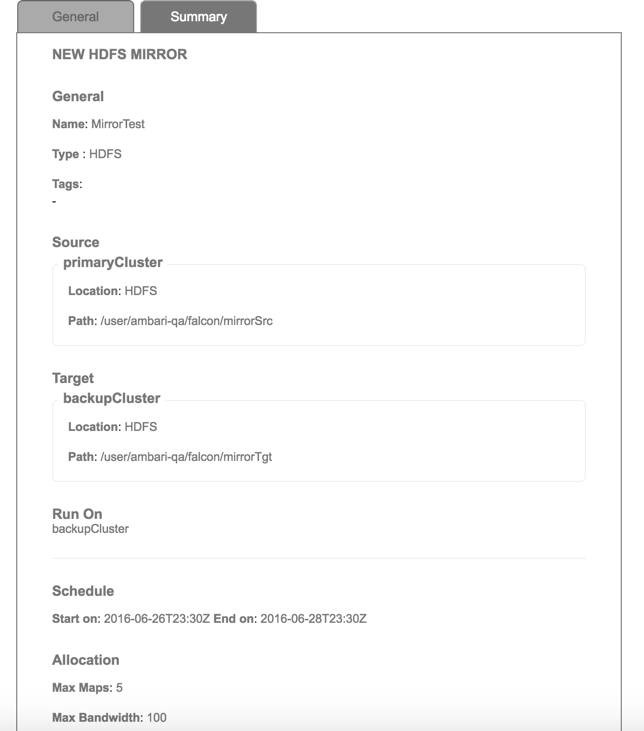 General
Summary
NEW HDFS MIRROR
General
Name: MirrorTest
Type : HDFS
Tags:
-
Source
primaryCluster
Location: HDFS
Path: /user/ambari-qa/falcon/mirrorSrc
Target
backupCluster
Location: HDFS
Path: /user/ambari-qa/falcon/mirrorTgt
Run On
backupCluster
Schedule
Start on: 2016-06-26T23:30Z End on: 2016-06-28T23:30Z
Allocation
Max Maps: 5
Max Bandwidth: 100